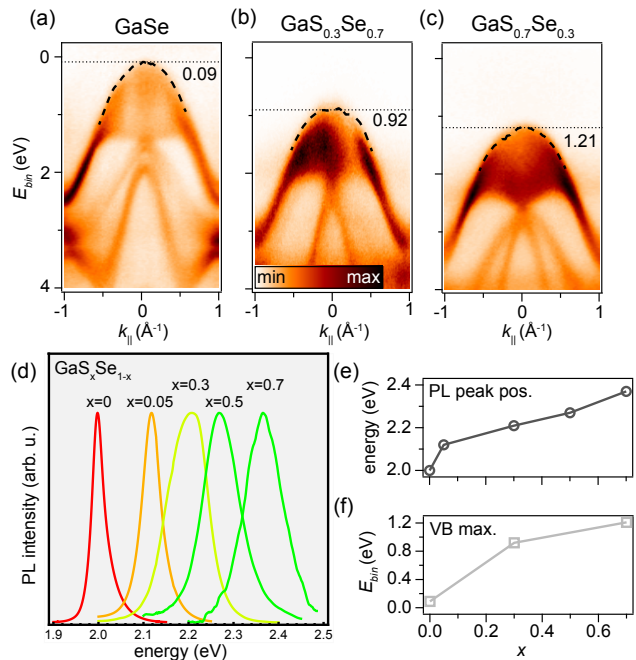 (a) GaSe
(b) GaS0.3Se0.7
(c) GaS0.7Se0.3
0
2
4
Ebin (eV)
0.09
0.92
1.21
min max
-1 0 1
-1 0 1
-1 0 1
k|| (Å-1)
k|| (Å-1)
k|| (Å-1)
(d) GaSxSe1-x
x=0 x=0.05 x=0.3 x=0.5 x=0.7
PL intensity (arb. u.)
1.9 2.0 2.1 2.2 2.3 2.4 2.5
energy (eV)
(e) PL peak pos.
energy (eV)
2.4
2.2
2.0
(f) VB max.
Ebin (eV)
1.2
0.8
0.4
0.0
0.0 0.2 0.4 0.6
x